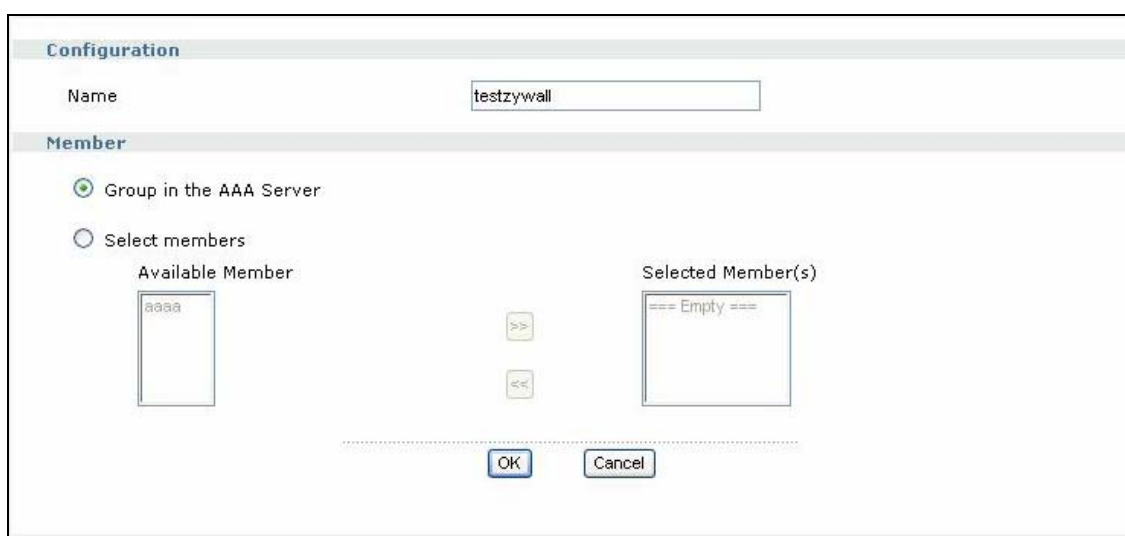 Configuration
Name testzywall
Member
Group in the AAA Server
Select members
Available Member Selected Member(s)
aaaa === Empty ===
>>
<<
OK Cancel